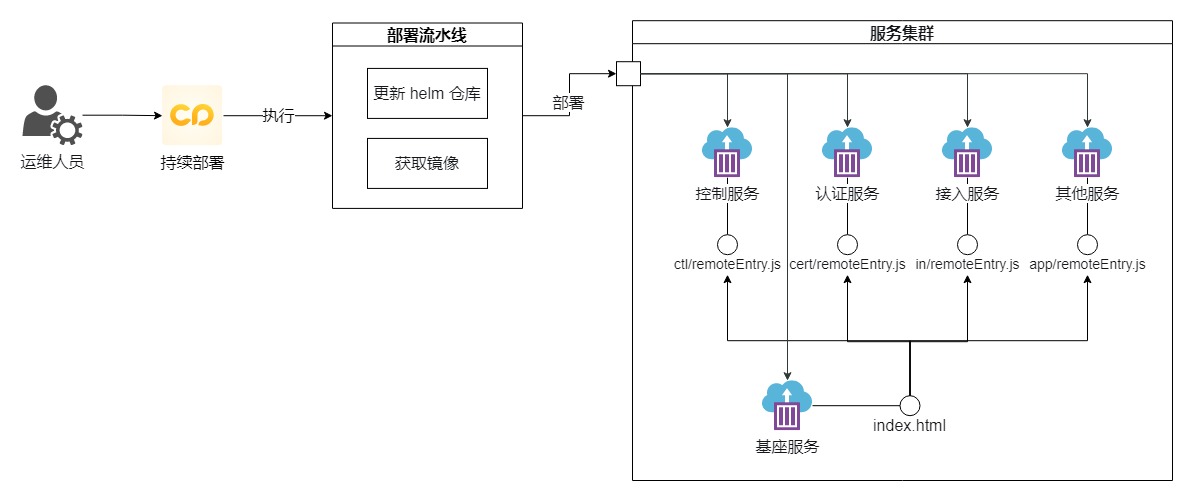 部署流水线
服务集群
更新 helm 仓库
CD
执行
部署
获取镜像
运维人员
持续部署
控制服务
认证服务
接入服务
其他服务
ctl/remoteEntry.js
cert/remoteEntry.js
in/remoteEntry.js
app/remoteEntry.js
index.html
基座服务